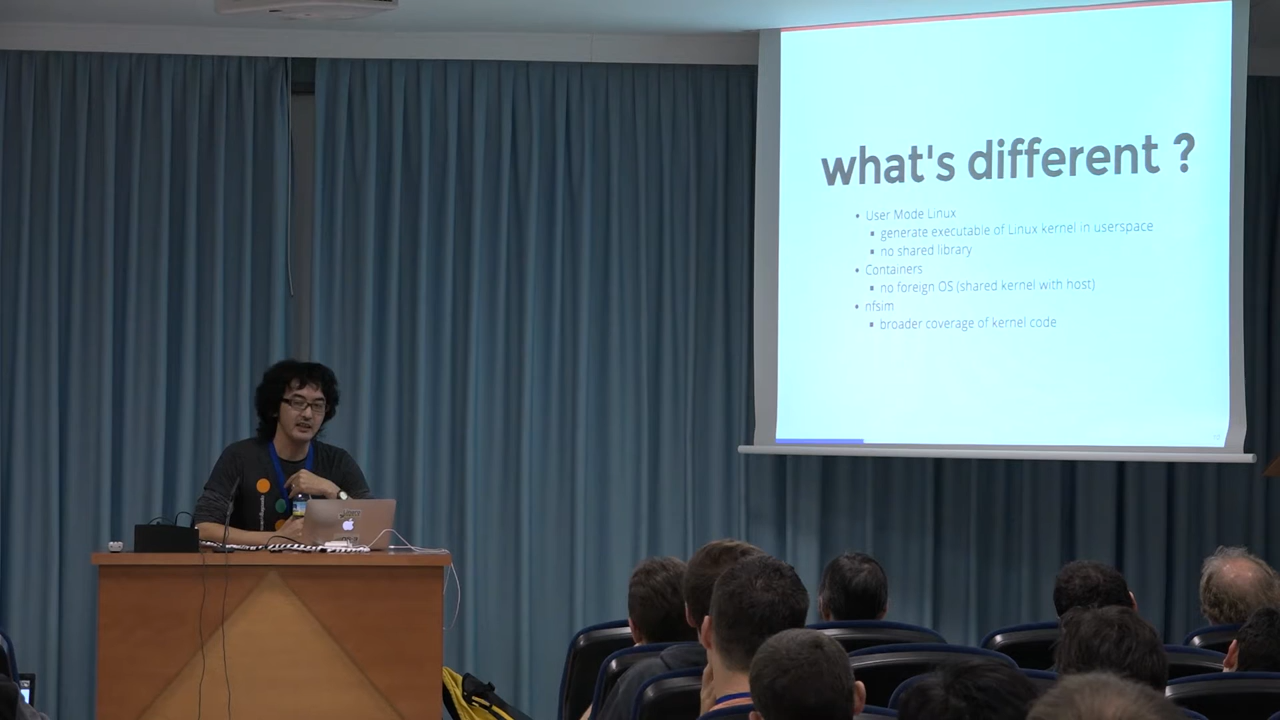 what's different ?
User Mode Linux
generate executable of Linux kernel in userspace
no shared library
Containers
no foreign OS (shared kernel with host)
nfsim
broader coverage of kernel code